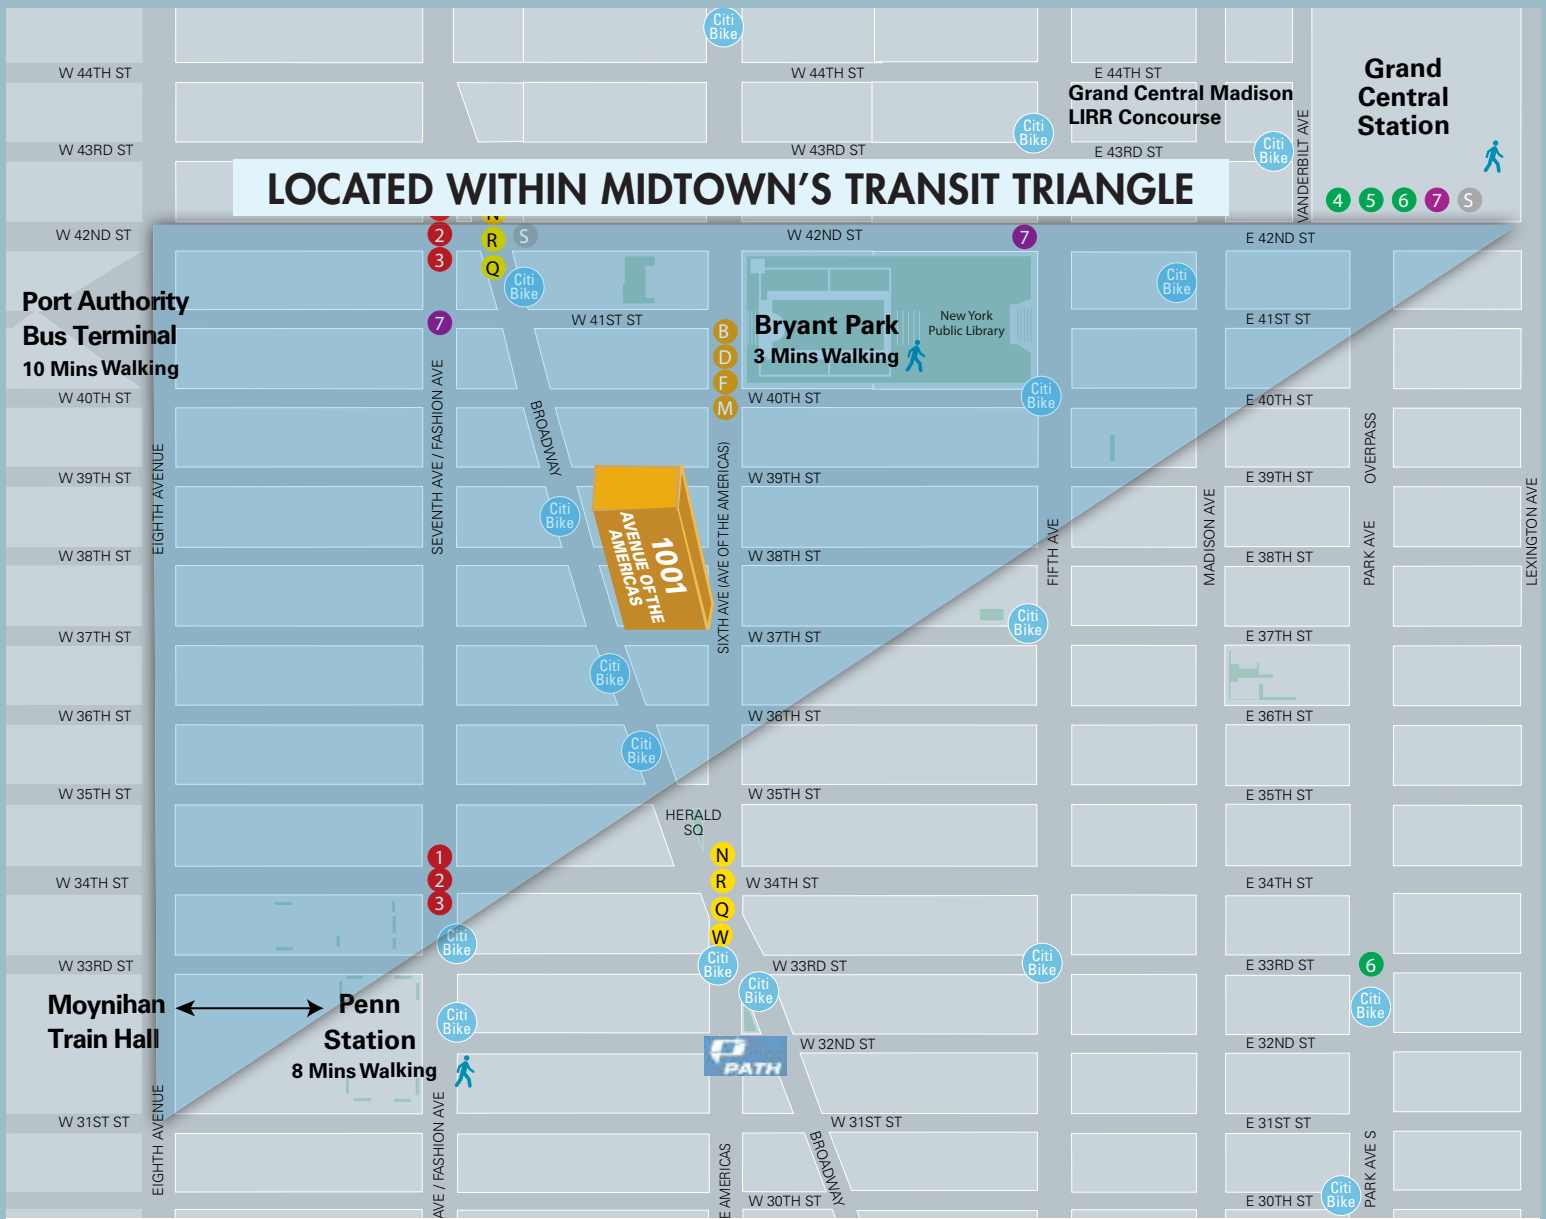 Citi
Bike
W 44TH ST
W 44TH ST
E 44TH ST
Grand Central Madison
LIRR Concourse
Grand
Central
Station
Citi
Bike
Citi
Bike
VANDERBILT AVE
W 43RD ST
W 43RD ST
E 43RD ST
LOCATED WITHIN MIDTOWN'S TRANSIT TRIANGLE
4 5 6 7 S
N
W 42ND ST
2
R
S
W 42ND ST
7
E 42ND ST
3
Q
Citi
Bike
Citi
Bike
Port Authority
Bus Terminal
10 Mins Walking
7
W 41ST ST
B
D
F
M
Bryant Park
3 Mins Walking
New York
Public Library
E 41ST ST
Citi
Bike
W 40TH ST
W 40TH ST
E 40TH ST
SEVENTH AVE / FASHION AVE
BROADWAY
EIGHTH AVENUE
SIXTH AVE (AVE OF THE AMERICAS)
FIFTH AVE
MADISON AVE
PARK AVE
OVERPASS
LEXINGTON AVE
W 39TH ST
W 39TH ST
E 39TH ST
Citi
Bike
1001
AVENUE OF THE
AMERICAS
W 38TH ST
W 38TH ST
E 38TH ST
Citi
Bike
W 37TH ST
W 37TH ST
E 37TH ST
Citi
Bike
W 36TH ST
W 36TH ST
E 36TH ST
Citi
Bike
W 35TH ST
W 35TH ST
E 35TH ST
HERALD
SQ
1
2
3
N
R
Q
W
W 34TH ST
W 34TH ST
E 34TH ST
Citi
Bike
Citi
Bike
Citi
Bike
W 33RD ST
W 33RD ST
E 33RD ST
6
Citi
Bike
Citi
Bike
Moynihan
Train Hall
Penn
Station
8 Mins Walking
Citi
Bike
PATH
W 32ND ST
E 32ND ST
W 31ST ST
W 31ST ST
E 31ST ST
EIGHTH AVENUE
AVE / FASHION AVE
E AMERICAS
BROADWAY
PARK AVE S
W 30TH ST
E 30TH ST
Citi
Bike